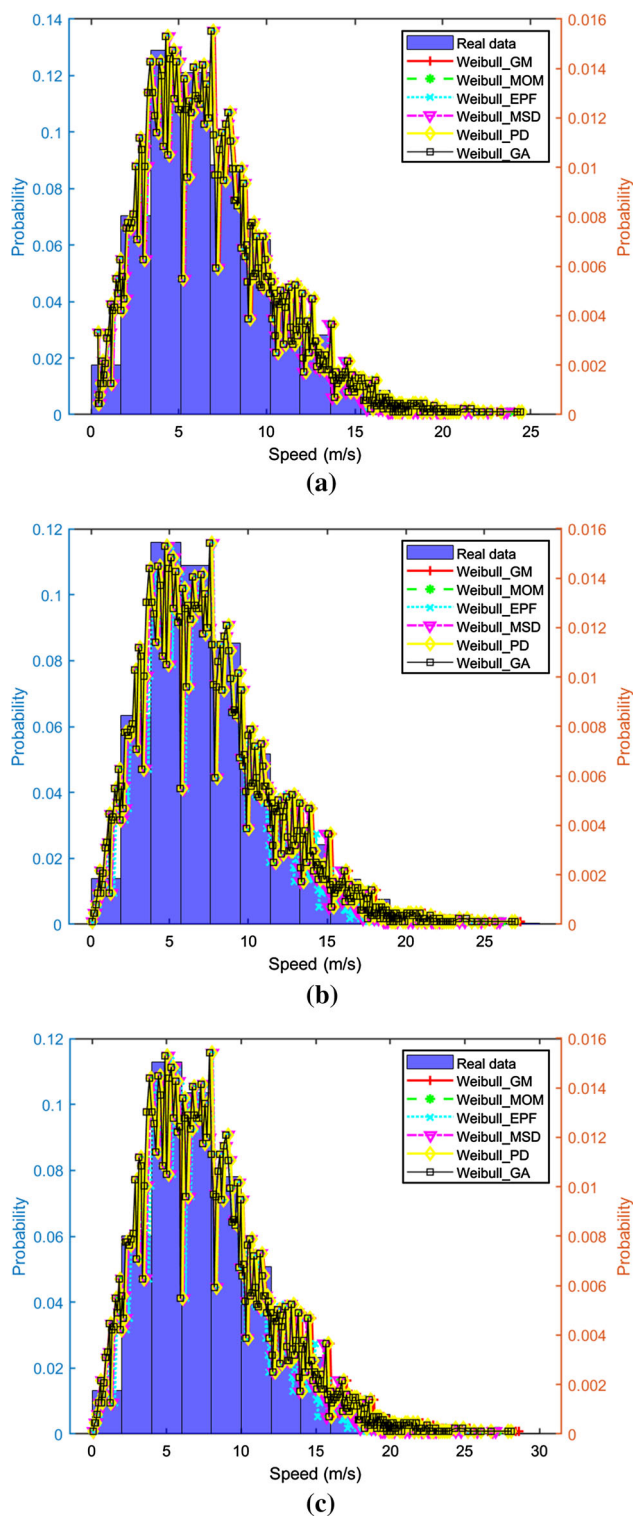 0.14
0.12
0.1
0.08
0.06
0.04
0.02
0
Probability
0.016
0.014
0.012
0.01
0.008
0.006
0.004
0.002
0
Probability
Real data
Weibull_GM
Weibull_MOM
Weibull_EPF
Weibull_MSD
Weibull_PD
Weibull_GA
0 5 10 15 20 25
Speed (m/s)
(a)
0.12
0.1
0.08
0.06
0.04
0.02
0
Probability
0.016
0.014
0.012
0.01
0.008
0.006
0.004
0.002
0
Probability
Real data
Weibull_GM
Weibull_MOM
Weibull_EPF
Weibull_MSD
Weibull_PD
Weibull_GA
0 5 10 15 20 25
Speed (m/s)
(b)
0.12
0.1
0.08
0.06
0.04
0.02
0
Probability
0.016
0.014
0.012
0.01
0.008
0.006
0.004
0.002
0
Probability
Real data
Weibull_GM
Weibull_MOM
Weibull_EPF
Weibull_MSD
Weibull_PD
Weibull_GA
0 5 10 15 20 25 30
Speed (m/s)
(c)